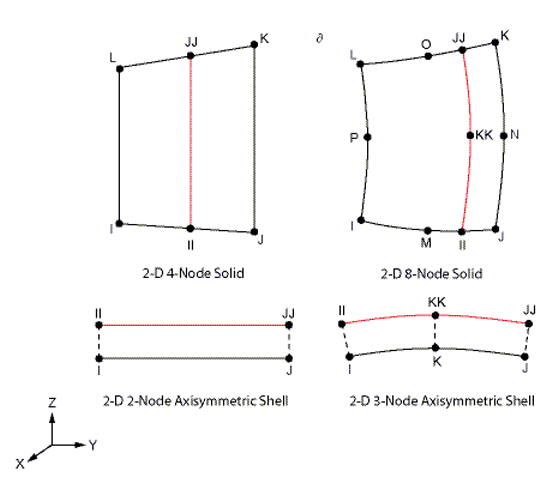 JJ
K
L
I
II
J
2-D 4-Node Solid
∂
O
JJ
K
L
P
KK
N
I
M
II
J
2-D 8-Node Solid
II
JJ
I
J
2-D 2-Node Axisymmetric Shell
II
KK
JJ
I
K
J
2-D 3-Node Axisymmetric Shell
Z
Y
X